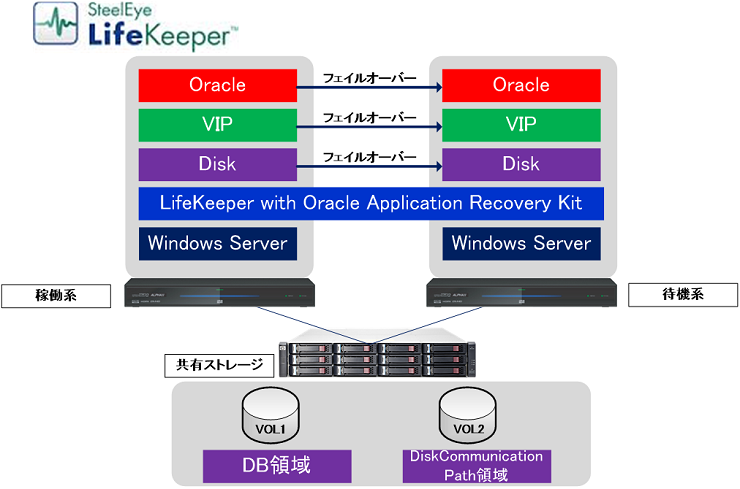 SteelEye
LifeKeeper™
Oracle
フェイルオーバー
Oracle
VIP
フェイルオーバー
VIP
Disk
フェイルオーバー
Disk
LifeKeeper with Oracle Application Recovery Kit
Windows Server
Windows Server
稼働系
待機系
共有ストレージ
VOL1
VOL2
DB領域
DiskCommunication
Path領域